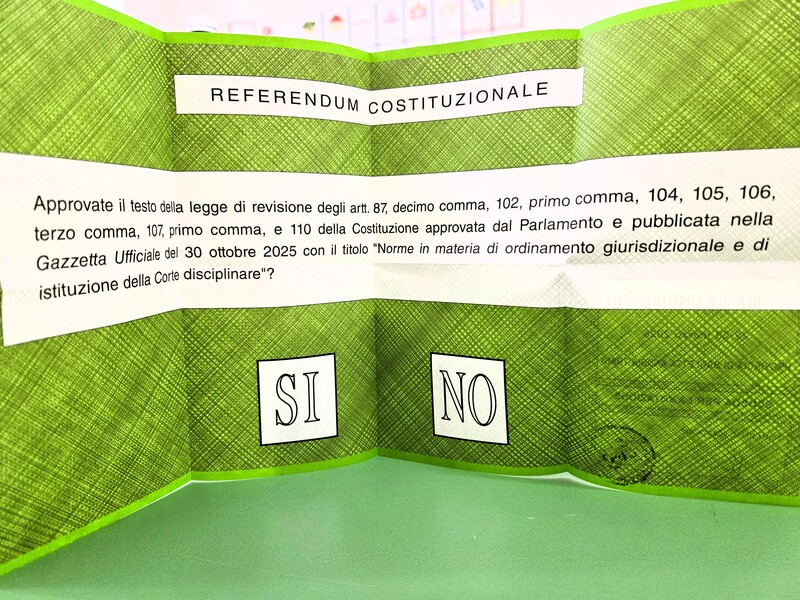 REFERENDUM COSTITUZIONALE
Approvate il testo della legge di revisione degli artt. 87, decimo comma, 102, primo comma, 104, 105, 106,
terzo comma, 107, primo comma, e 110 della Costituzione approvata dal Parlamento e pubblicata nella
Gazzetta Ufficiale del 30 ottobre 2025 con il titolo "Norme in materia di ordinamento giurisdizionale e di
istituzione della Corte disciplinare"?
SI NO